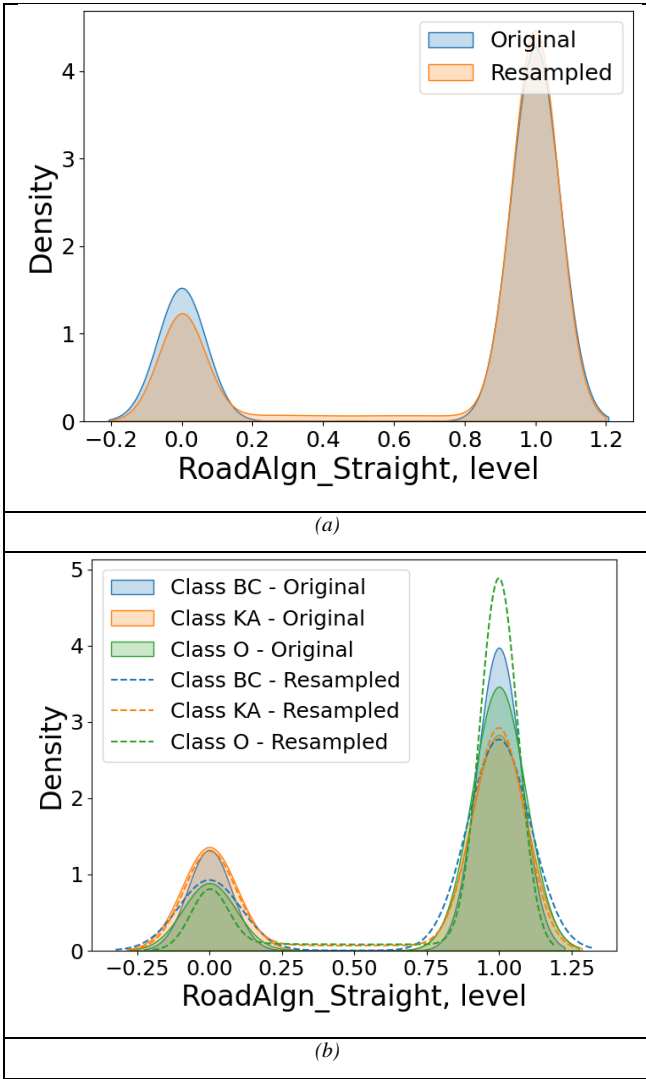 Original
Resampled
4
3
2
1
0
Density
−0.2 0.0 0.2 0.4 0.6 0.8 1.0 1.2
RoadAlgn_Straight, level
(a)
Class BC - Original
Class KA - Original
Class O - Original
Class BC - Resampled
Class KA - Resampled
Class O - Resampled
5
4
3
2
1
0
Density
−0.25 0.00 0.25 0.50 0.75 1.00 1.25
RoadAlgn_Straight, level
(b)